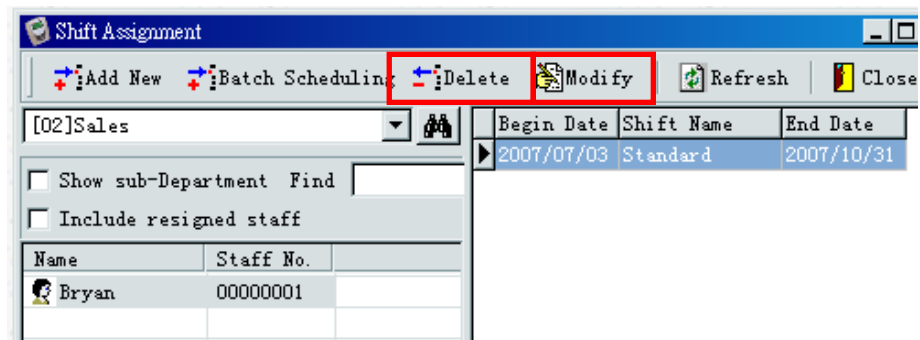 Shift Assignment
Add New Batch Scheduling Delete Modify Refresh Close
[02]Sales
Begin Date Shift Name End Date
2007/07/03 Standard 2007/10/31
Show sub-Department Find
Include resigned staff
Name Staff No.
Bryan 00000001